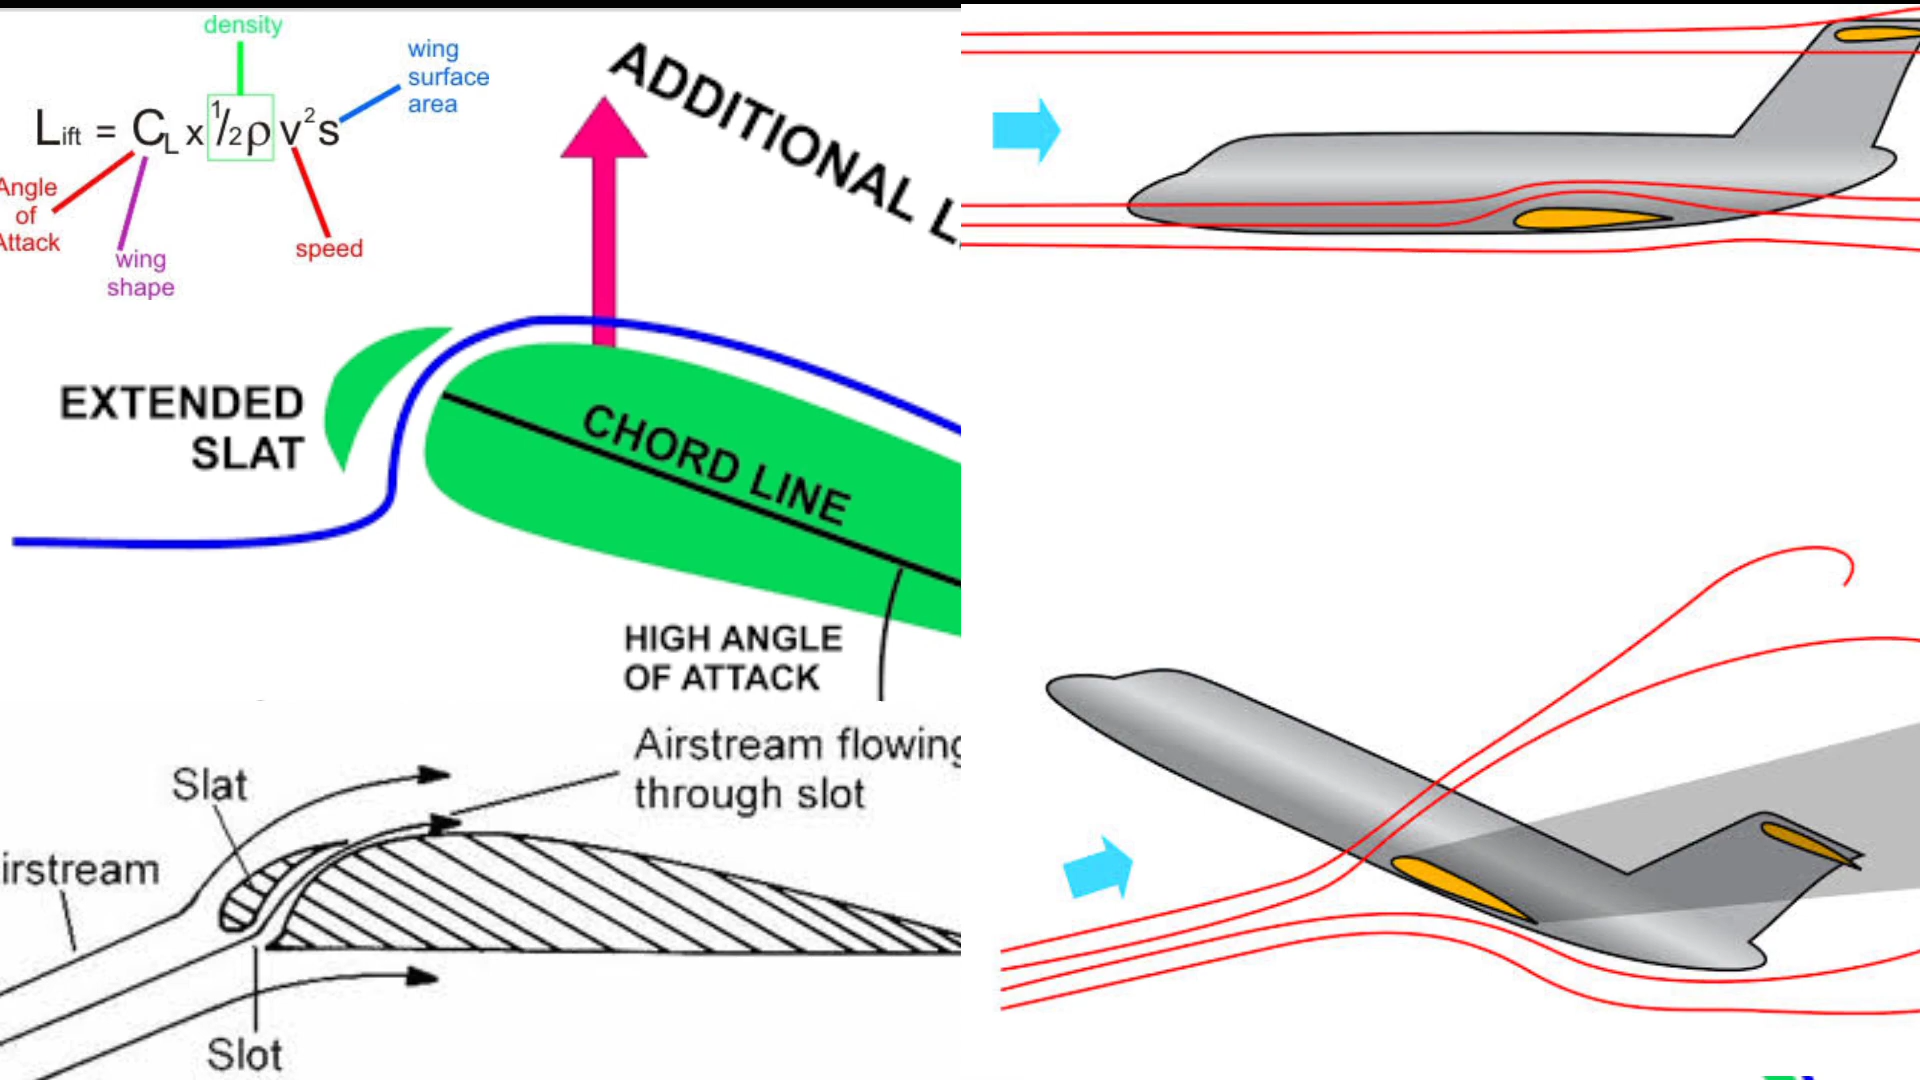 density
wing
surface
area
Lift = CL x ½ρ v²s
Angle
of
Attack
wing
shape
speed
ADDITIONAL L
EXTENDED
SLAT
CHORD LINE
HIGH ANGLE
OF ATTACK
Airstream flowing
through slot
Slat
irstream
Slot